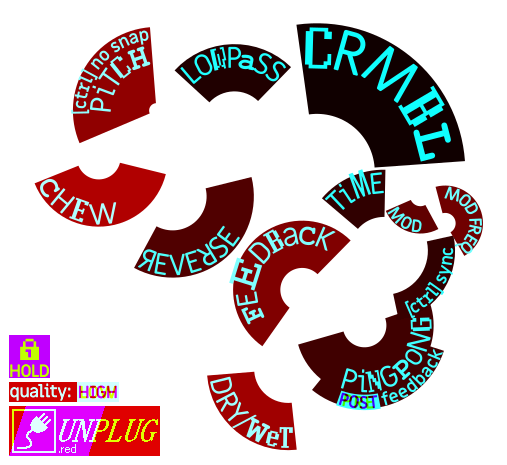 [ctrl] no snap
PiTCH
LOWPaSS
CRMBL
CHEW
REVERSE
TiME
MOD
MOD FREQ
FEEDBaCK
[ctrl] sync
PiNGPONG
POST feedback
DRY/WeT
HOLD
quality: HIGH
UNPLUG
.red